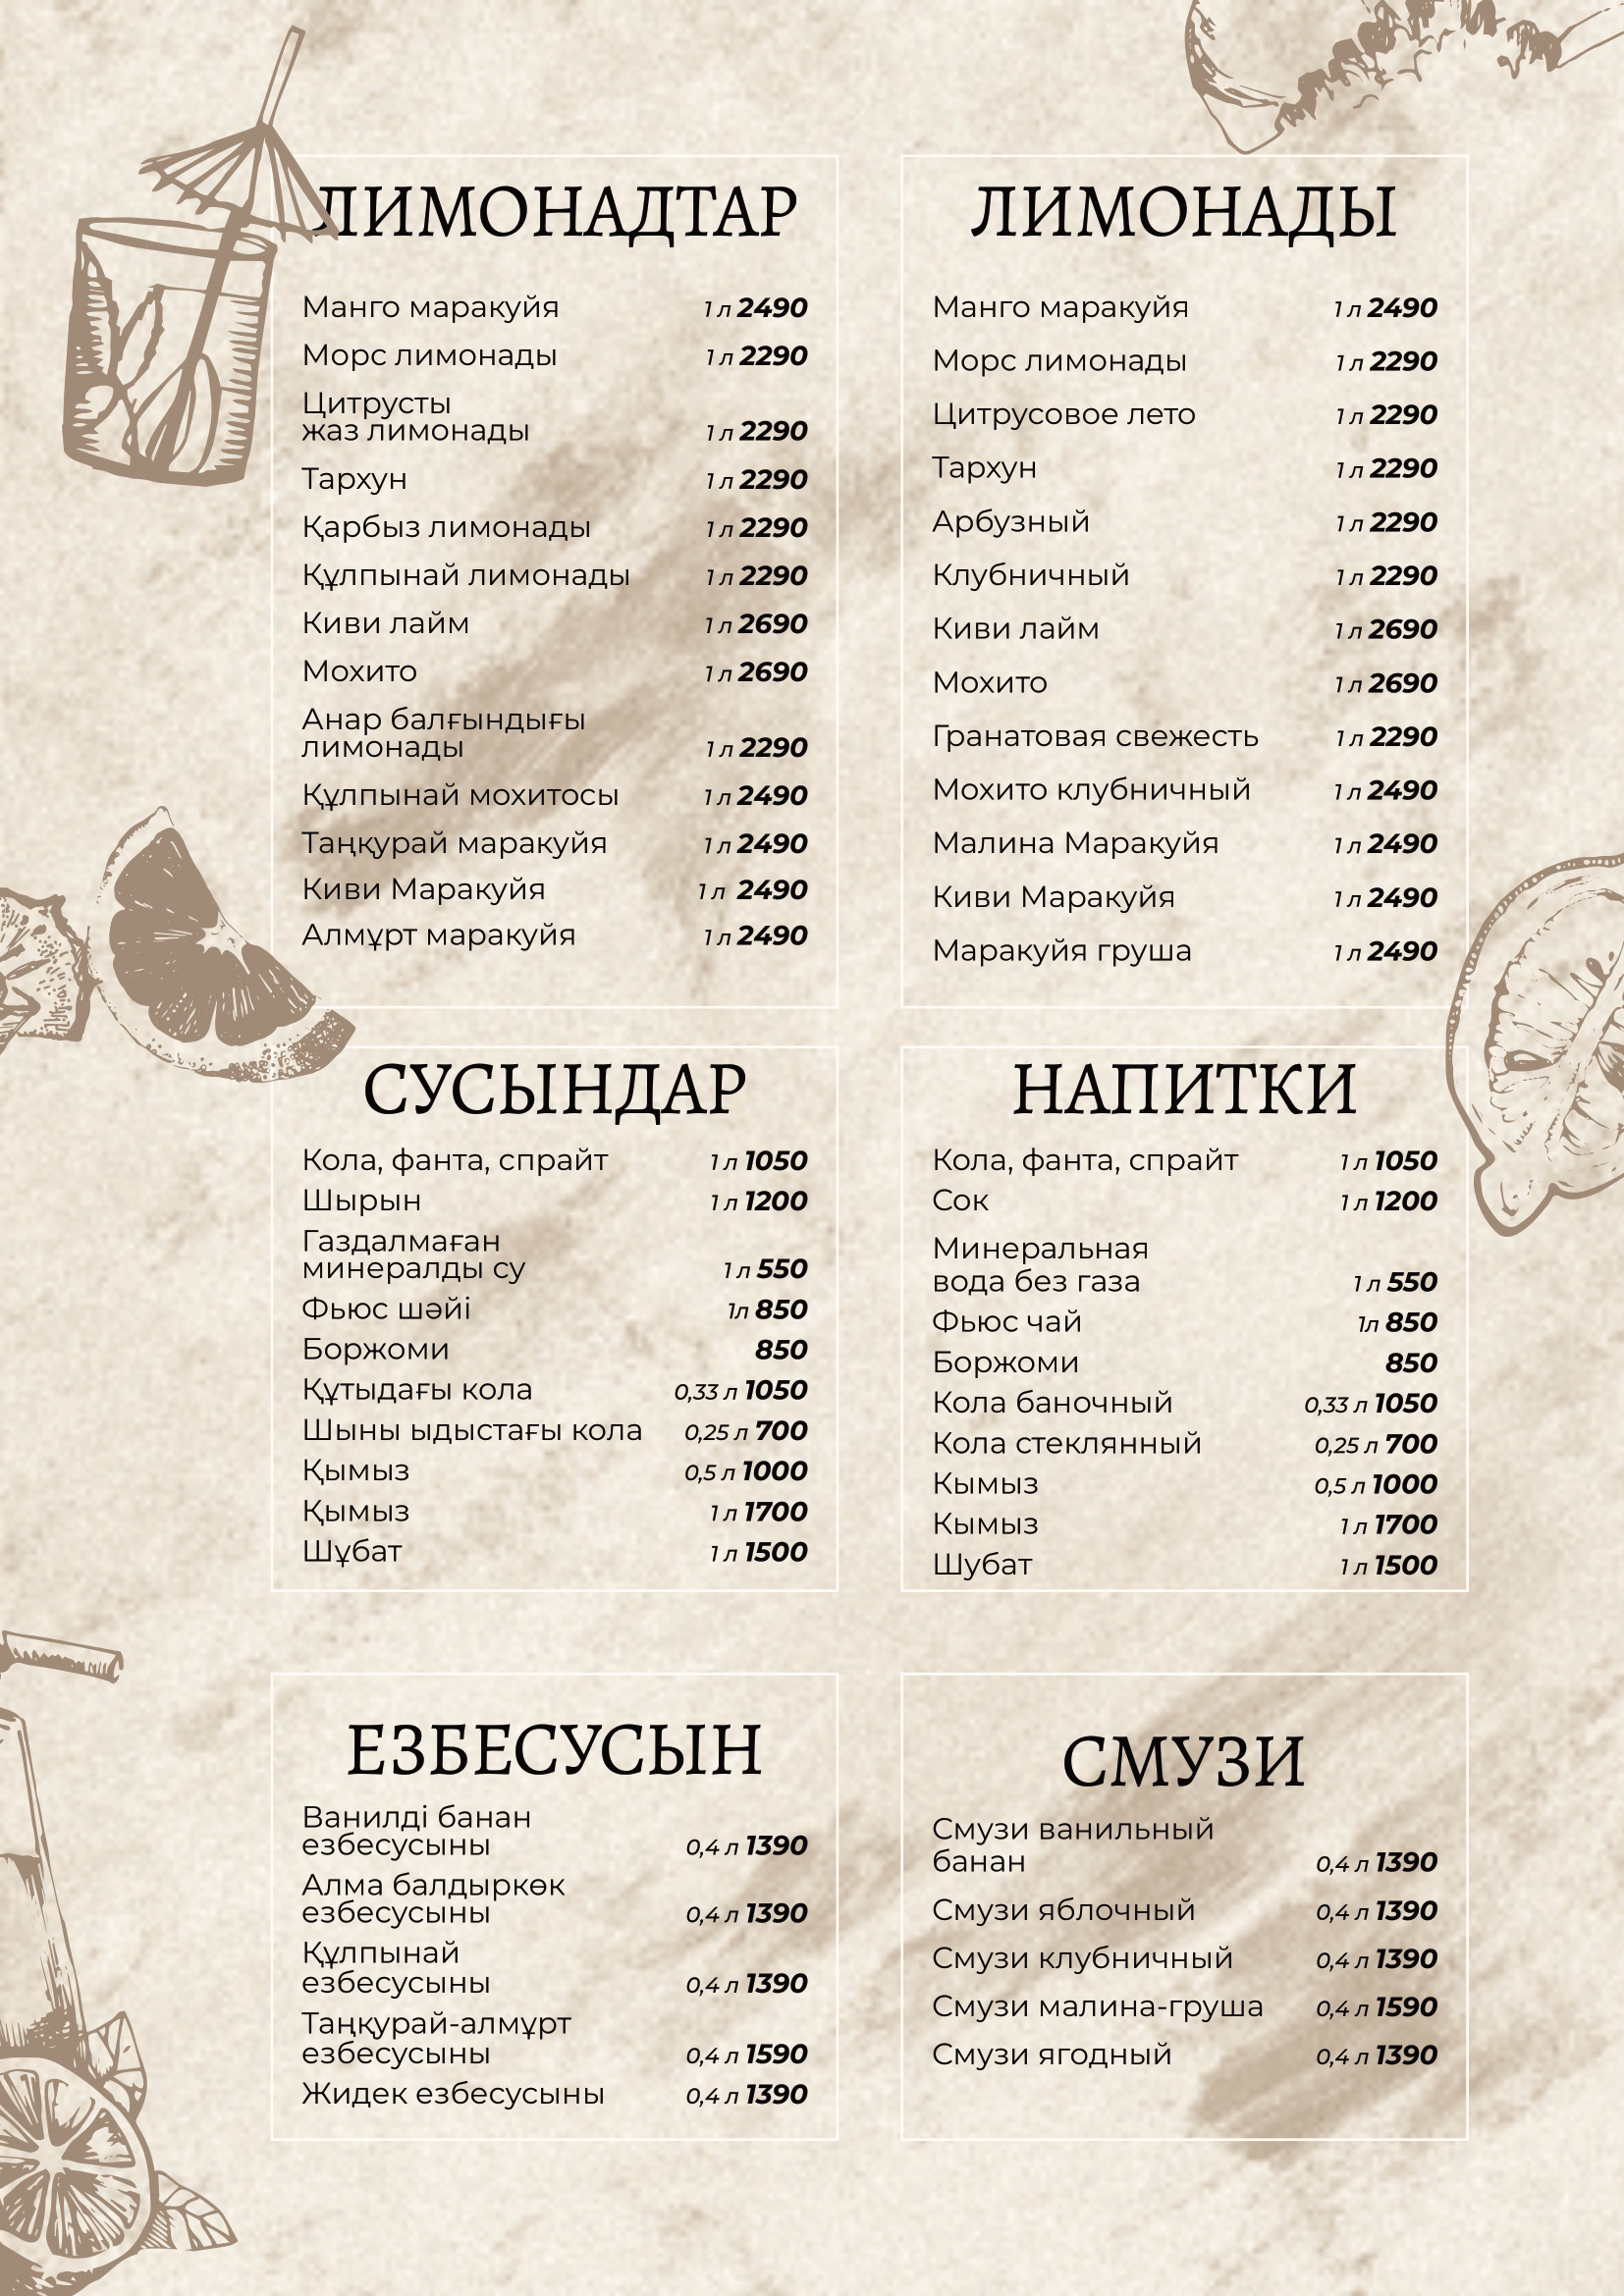 ЛИМОНАДТАР
Манго маракуйя 1 л 2490
Морс лимонады 1 л 2290
Цитрусты
жаз лимонады 1 л 2290
Тархун 1 л 2290
Қарбыз лимонады 1 л 2290
Құлпынай лимонады 1 л 2290
Киви лайм 1 л 2690
Мохито 1 л 2690
Анар балғындығы
лимонады 1 л 2290
Құлпынай мохитосы 1 л 2490
Таңқурай маракуйя 1 л 2490
Киви Маракуйя 1 л 2490
Алмұрт маракуйя 1 л 2490
ЛИМОНАДЫ
Манго маракуйя 1 л 2490
Морс лимонады 1 л 2290
Цитрусовое лето 1 л 2290
Тархун 1 л 2290
Арбузный 1 л 2290
Клубничный 1 л 2290
Киви лайм 1 л 2690
Мохито 1 л 2690
Гранатовая свежесть 1 л 2290
Мохито клубничный 1 л 2490
Малина Маракуйя 1 л 2490
Киви Маракуйя 1 л 2490
Маракуйя груша 1 л 2490
СУСЫНДАР
Кола, фанта, спрайт 1 л 1050
Шырын 1 л 1200
Газдалмаған
минералды су 1 л 550
Фьюс шәйі 1л 850
Боржоми 850
Құтыдағы кола 0,33 л 1050
Шыны ыдыстағы кола 0,25 л 700
Қымыз 0,5 л 1000
Қымыз 1 л 1700
Шұбат 1 л 1500
НАПИТКИ
Кола, фанта, спрайт 1 л 1050
Сок 1 л 1200
Минеральная
вода без газа 1 л 550
Фьюс чай 1л 850
Боржоми 850
Кола баночный 0,33 л 1050
Кола стеклянный 0,25 л 700
Кымыз 0,5 л 1000
Кымыз 1 л 1700
Шубат 1 л 1500
ЕЗБЕСУСЫН
Ванилді банан
езбесусыны 0,4 л 1390
Алма балдыркөк
езбесусыны 0,4 л 1390
Құлпынай
езбесусыны 0,4 л 1390
Таңқурай-алмұрт
езбесусыны 0,4 л 1590
Жидек езбесусыны 0,4 л 1390
СМУЗИ
Смузи ванильный
банан 0,4 л 1390
Смузи яблочный 0,4 л 1390
Смузи клубничный 0,4 л 1390
Смузи малина-груша 0,4 л 1590
Смузи ягодный 0,4 л 1390